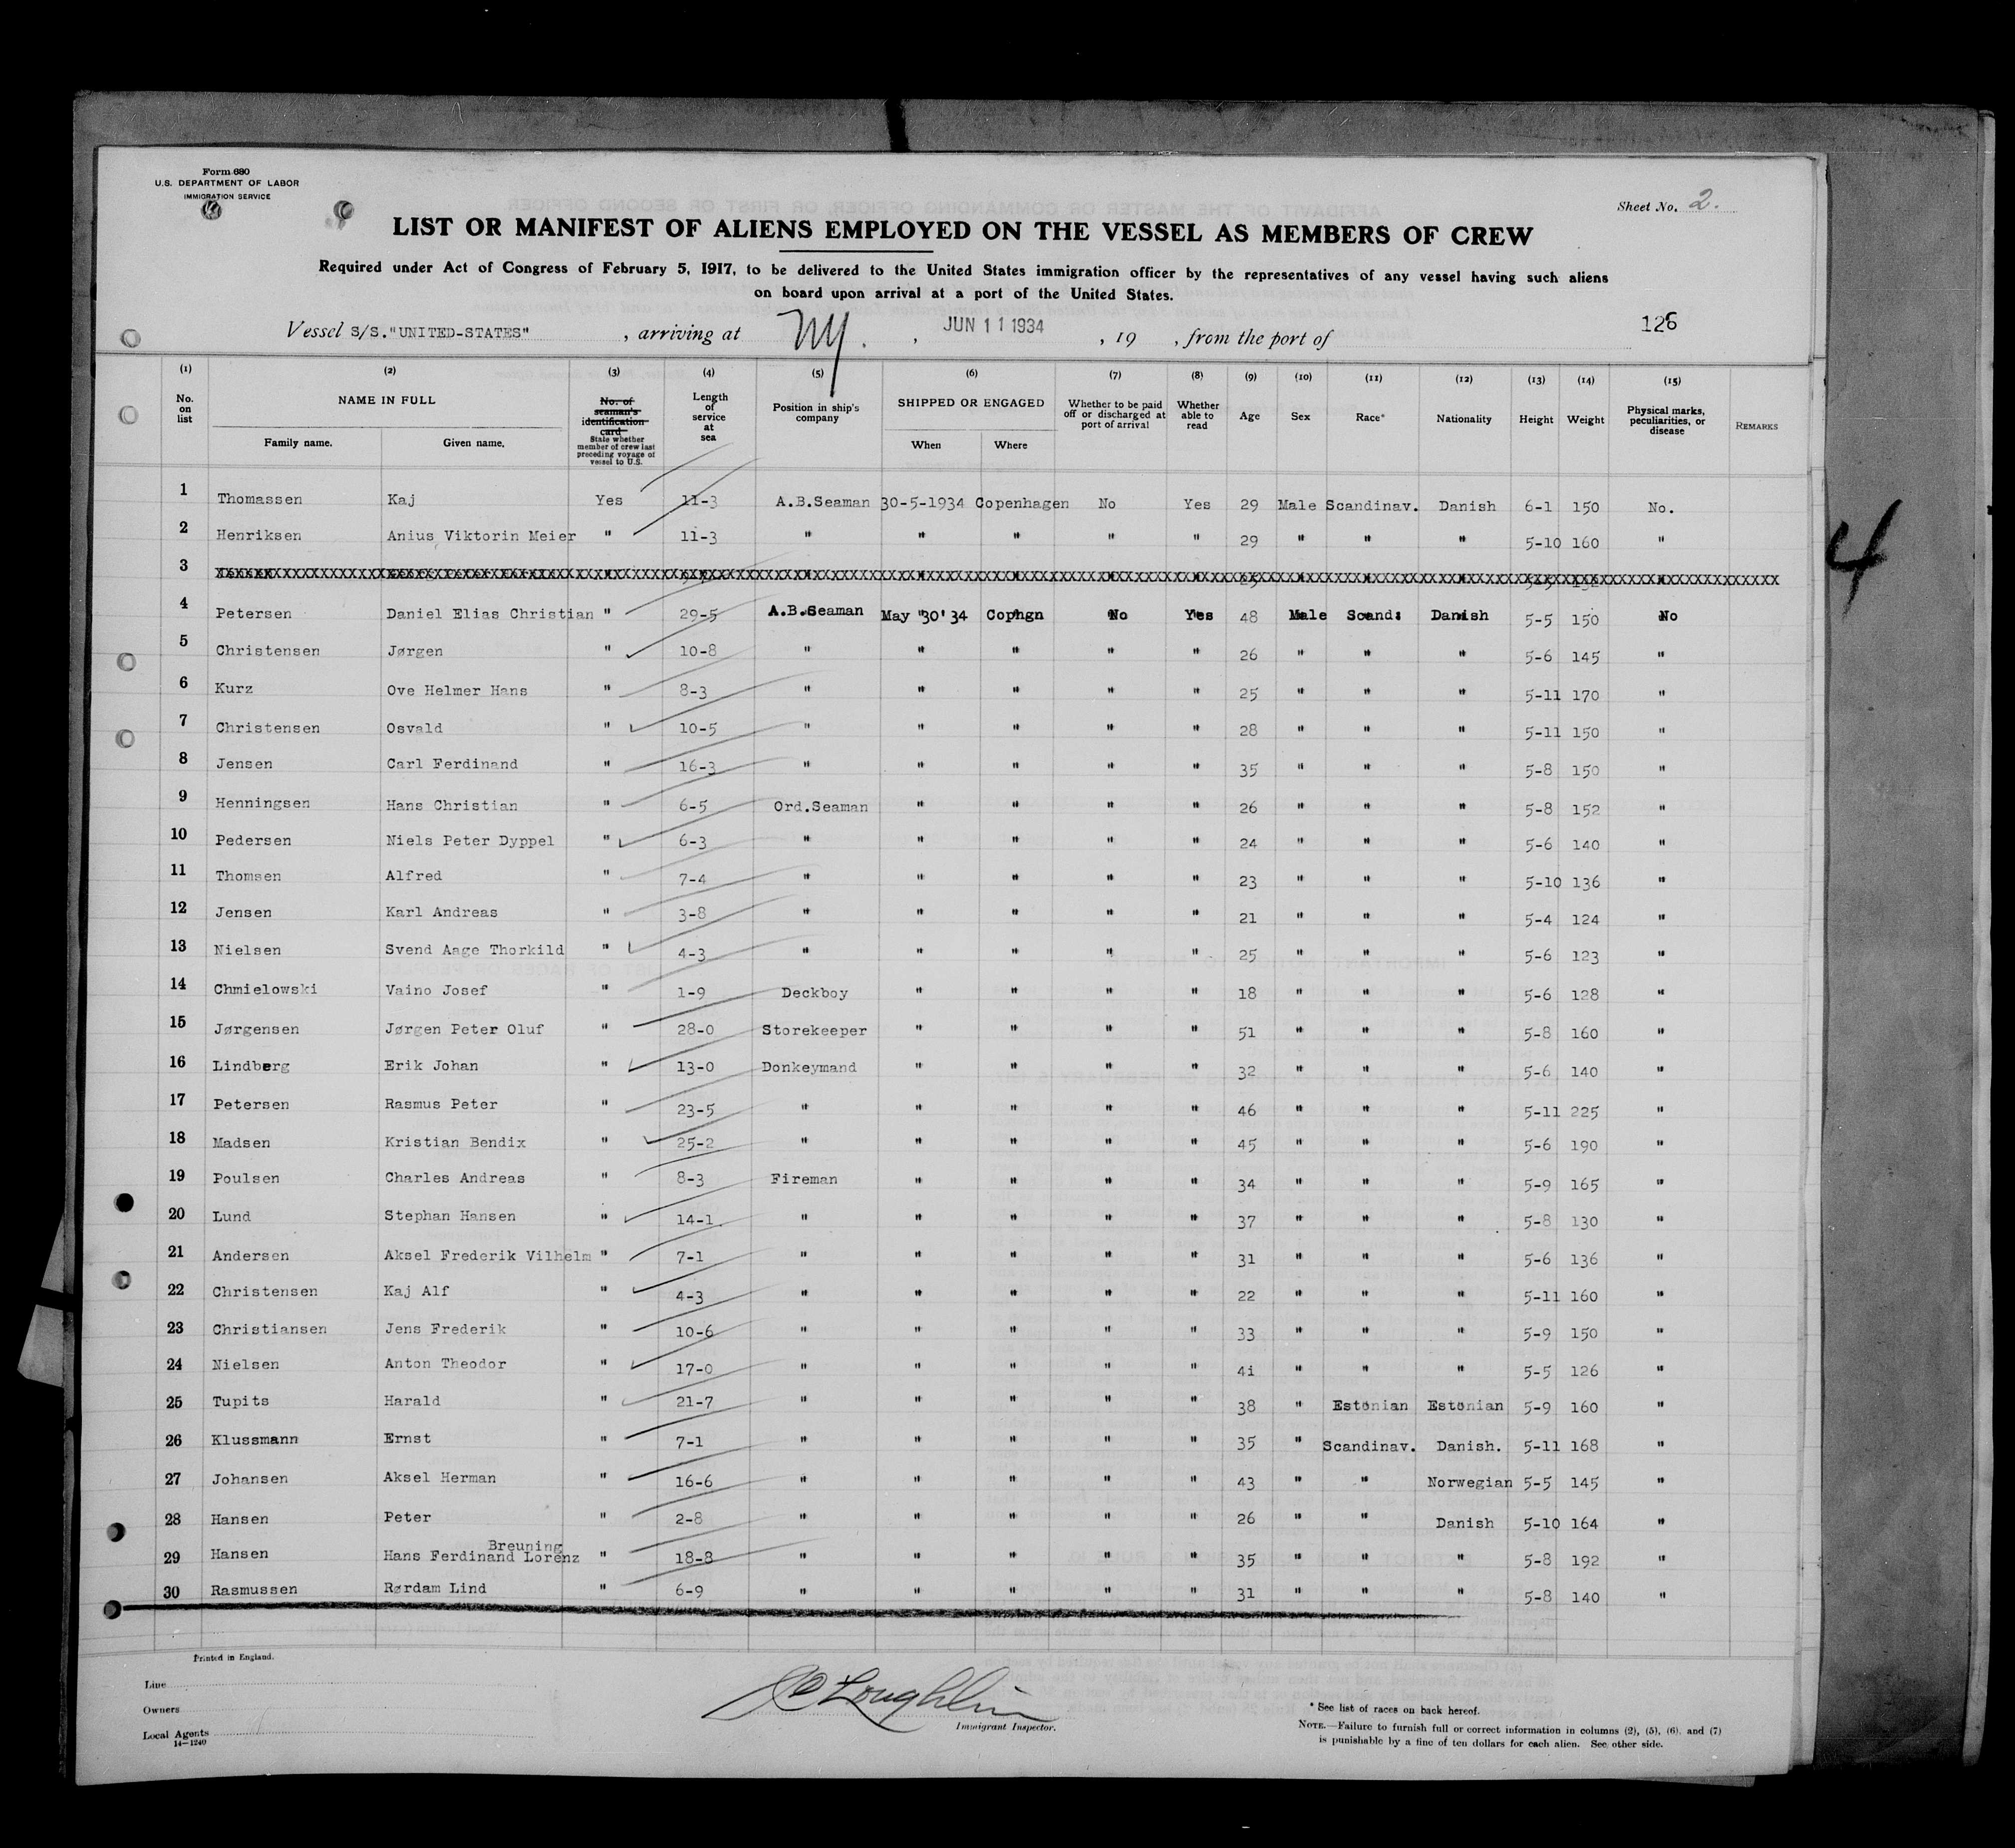 Form 680
U.S. DEPARTMENT OF LABOR
IMMIGRATION SERVICE
Sheet No. 2.
LIST OR MANIFEST OF ALIENS EMPLOYED ON THE VESSEL AS MEMBERS OF CREW
Required under Act of Congress of February 5, 1917, to be delivered to the United States immigration officer by the representatives of any vessel having such aliens
on board upon arrival at a port of the United States.
Vessel S/S."UNITED-STATES" , arriving at NY. , JUN 11 1934 , 19 , from the port of 126
(1) (2) (3) (4) (5) (6) (7) (8) (9) (10) (11) (12) (13) (14) (15)
No. on list NAME IN FULL Family name. Given name. No. of seaman's identification card State whether member of crew last preceding voyage of vessel to U.S. Length of service at sea Position in ship's company SHIPPED OR ENGAGED When Where Whether to be paid off or discharged at port of arrival Whether able to read Age Sex Race* Nationality Height Weight Physical marks, peculiarities, or disease REMARKS
1 Thomassen Kaj Yes 11-3 A.B.Seaman 30-5-1934 Copenhagen No Yes 29 Male Scandinav. Danish 6-1 150 No.
2 Henriksen Anius Viktorin Meier " 11-3 " " " " " 29 " " " 5-10 160 "
3
4 Petersen Daniel Elias Christian " 29-5 A.B.Seaman May 30'34 Cophgn No Yes 48 Male Scand: Danish 5-5 150 No
5 Christensen Jørgen " 10-8 " " " " " 26 " " " 5-6 145 "
6 Kurz Ove Helmer Hans " 8-3 " " " " " 25 " " " 5-11 170 "
7 Christensen Osvald " 10-5 " " " " " 28 " " " 5-11 150 "
8 Jensen Carl Ferdinand " 16-3 " " " " " 35 " " " 5-8 150 "
9 Henningsen Hans Christian " 6-5 Ord.Seaman " " " " 26 " " " 5-8 152 "
10 Pedersen Niels Peter Dyppel " 6-3 " " " " " 24 " " " 5-6 140 "
11 Thomsen Alfred " 7-4 " " " " " 23 " " " 5-10 136 "
12 Jensen Karl Andreas " 3-8 " " " " " 21 " " " 5-4 124 "
13 Nielsen Svend Aage Thorkild " 4-3 " " " " " 25 " " " 5-6 123 "
14 Chmielowski Vaino Josef " 1-9 Deckboy " " " " 18 " " " 5-6 128 "
15 Jørgensen Jørgen Peter Oluf " 28-0 Storekeeper " " " " 51 " " " 5-8 160 "
16 Lindberg Erik Johan " 13-0 Donkeymand " " " " 32 " " " 5-6 140 "
17 Petersen Rasmus Peter " 23-5 " " " " " 46 " " " 5-11 225 "
18 Madsen Kristian Bendix " 25-2 " " " " " 45 " " " 5-6 190 "
19 Poulsen Charles Andreas " 8-3 Fireman " " " " 34 " " " 5-9 165 "
20 Lund Stephan Hansen " 14-1. " " " " " 37 " " " 5-8 130 "
21 Andersen Aksel Frederik Vilhelm " 7-1 " " " " " 31 " " " 5-6 136 "
22 Christensen Kaj Alf " 4-3 " " " " " 22 " " " 5-11 160 "
23 Christiansen Jens Frederik " 10-6 " " " " " 33 " " " 5-9 150 "
24 Nielsen Anton Theodor " 17-0 " " " " " 41 " " " 5-5 126 "
25 Tupits Harald " 21-7 " " " " " 38 " Estonian Estonian 5-9 160 "
26 Klussmann Ernst " 7-1 " " " " " 35 " Scandinav. Danish. 5-11 168 "
27 Johansen Aksel Herman " 16-6 " " " " " 43 " " Norwegian 5-5 145 "
28 Hansen Peter " 2-8 " " " " " 26 " " Danish 5-10 164 "
Breuning
29 Hansen Hans Ferdinand Lorenz " 18-8 " " " " " 35 " " " 5-8 192 "
30 Rasmussen Rørdam Lind " 6-9 " " " " " 31 " " " 5-8 140 "
4
Printed in England.
Line
Owners
Local Agents
14-1240
Loughlin
Immigrant Inspector.
* See list of races on back hereof.
NOTE.—Failure to furnish full or correct information in columns (2), (5), (6), and (7)
is punishable by a fine of ten dollars for each alien. See other side.